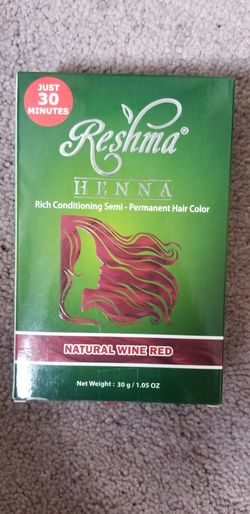 JUST
30
MINUTES
Reshma®
HENNA
Rich Conditioning Semi - Permanent Hair Color
NATURAL WINE RED
Net Weight : 30 g / 1.05 OZ